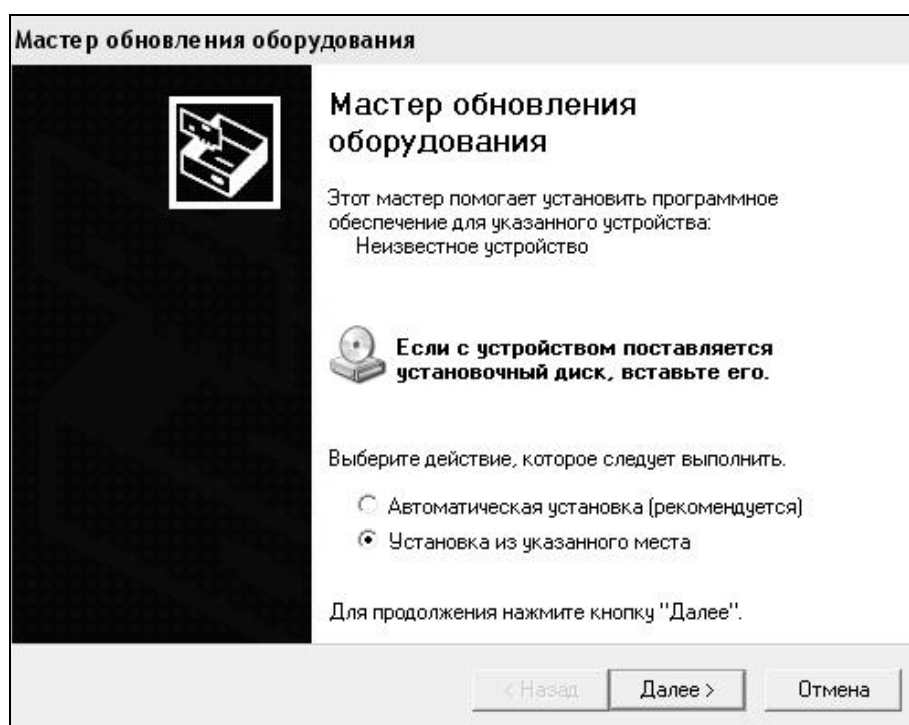 Мастер обновления оборудования
Мастер обновления
оборудования
Этот мастер помогает установить программное
обеспечение для указанного устройства:
Неизвестное устройство
Если с устройством поставляется
установочный диск, вставьте его.
Выберите действие, которое следует выполнить.
Автоматическая установка (рекомендуется)
Установка из указанного места
Для продолжения нажмите кнопку "Далее".
< Назад Далее > Отмена